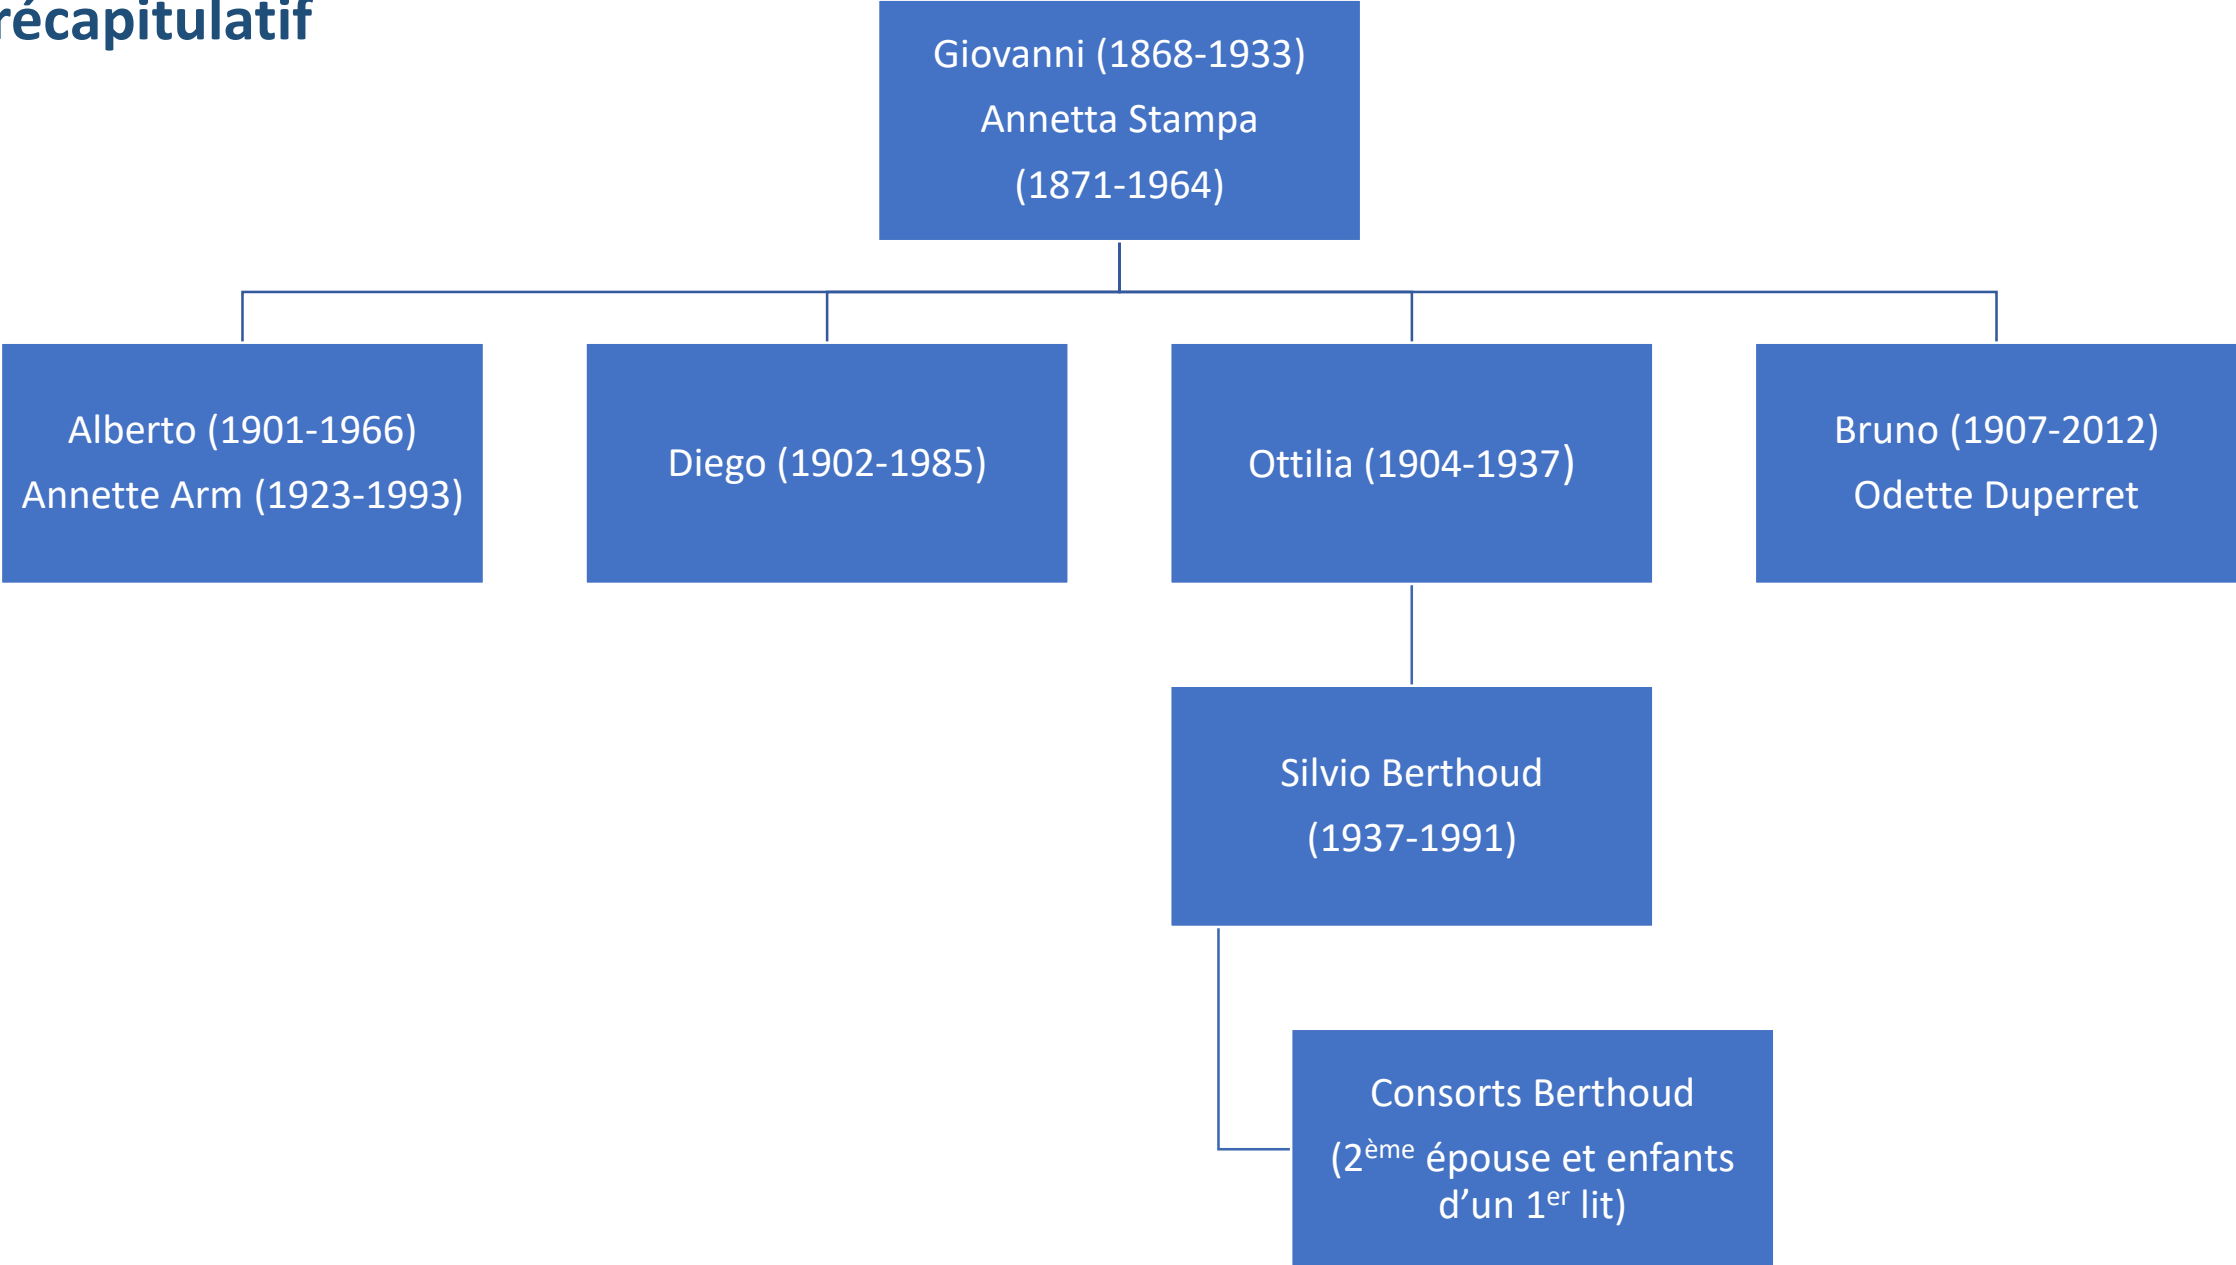 récapitulatif
Giovanni (1868-1933)
Annetta Stampa
(1871-1964)
Alberto (1901-1966)
Annette Arm (1923-1993)
Diego (1902-1985)
Ottilia (1904-1937)
Bruno (1907-2012)
Odette Duperret
Silvio Berthoud
(1937-1991)
Consorts Berthoud
(2ème épouse et enfants
d’un 1er lit)